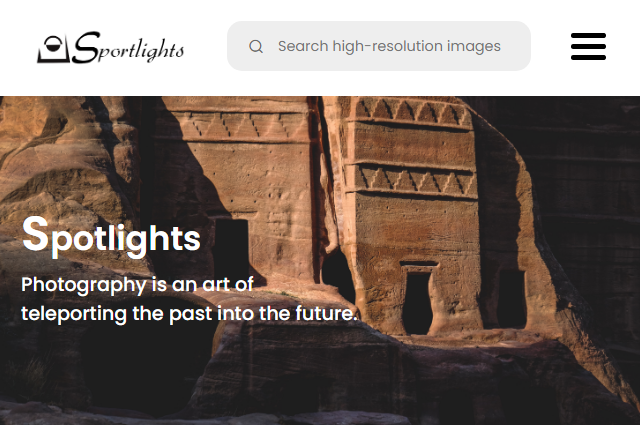 Sportlights
Search high-resolution images
Spotlights
Photography is an art of
teleporting the past into the future.